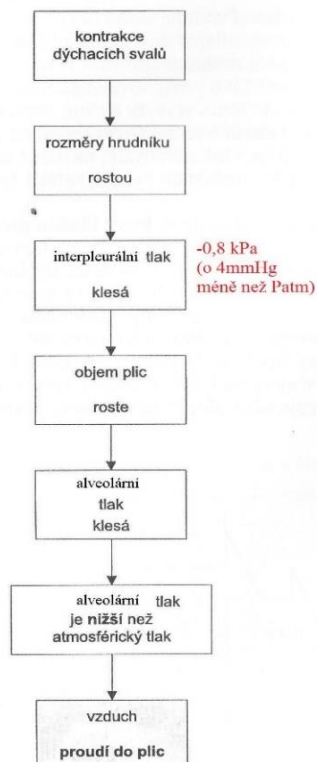 kontrakce
dýchacích svalů
rozměry hrudníku
rostou
interpleurální tlak
klesá
-0,8 kPa
(o 4mmHg
méně než Patm)
objem plic
roste
alveolární
tlak
klesá
alveolární tlak
je nižší než
atmosférický tlak
vzduch
proudí do plic